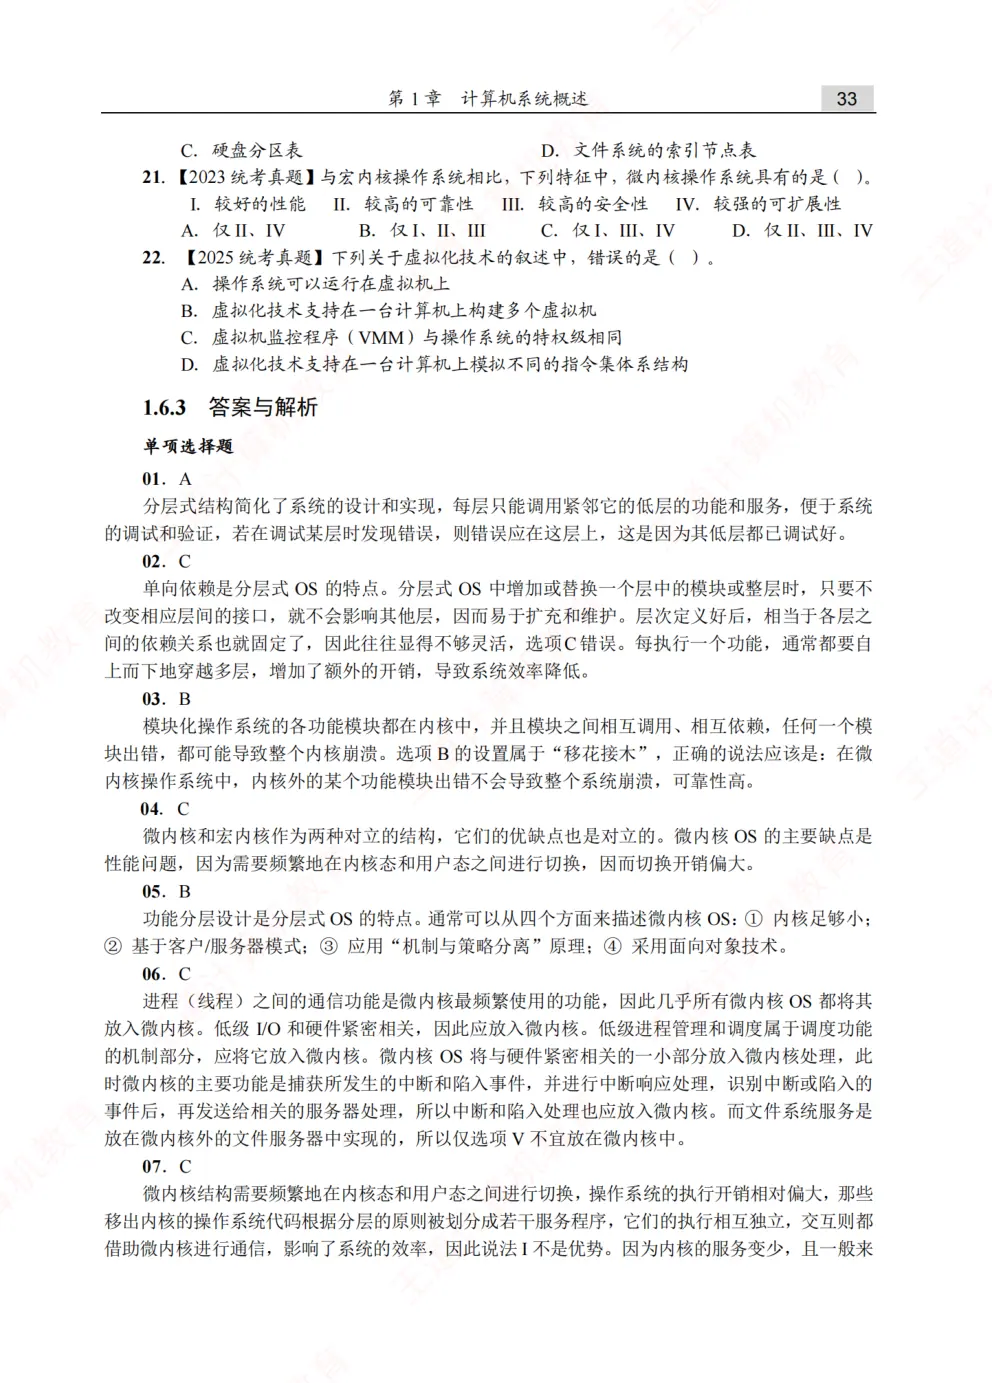 第 1 章 计算机系统概述 33
C. 硬盘分区表 D. 文件系统的索引节点表
21.【2023 统考真题】与宏内核操作系统相比，下列特征中，微内核操作系统具有的是（ ）。
I. 较好的性能 II. 较高的可靠性 III. 较高的安全性 IV. 较强的可扩展性
A. 仅 II、IV B. 仅 I、II、III C. 仅 I、III、IV D. 仅 II、III、IV
22. 【2025 统考真题】下列关于虚拟化技术的叙述中，错误的是（ ）。
A. 操作系统可以运行在虚拟机上
B. 虚拟化技术支持在一台计算机上构建多个虚拟机
C. 虚拟机监控程序（VMM）与操作系统的特权级相同
D. 虚拟化技术支持在一台计算机上模拟不同的指令集体系结构
1.6.3 答案与解析
单项选择题
01. A
分层式结构简化了系统的设计和实现，每层只能调用紧邻它的低层的功能和服务，便于系统
的调试和验证，若在调试某层时发现错误，则错误应在这层上，这是因为其低层都已调试好。
02. C
单向依赖是分层式 OS 的特点。分层式 OS 中增加或替换一个层中的模块或整层时，只要不
改变相应层间的接口，就不会影响其他层，因而易于扩充和维护。层次定义好后，相当于各层之
间的依赖关系也就固定了，因此往往显得不够灵活，选项C错误。每执行一个功能，通常都要自
上而下地穿越多层，增加了额外的开销，导致系统效率降低。
03. B
模块化操作系统的各功能模块都在内核中，并且模块之间相互调用、相互依赖，任何一个模
块出错，都可能导致整个内核崩溃。选项 B 的设置属于“移花接木”，正确的说法应该是：在微
内核操作系统中，内核外的某个功能模块出错不会导致整个系统崩溃，可靠性高。
04. C
微内核和宏内核作为两种对立的结构，它们的优缺点也是对立的。微内核 OS 的主要缺点是
性能问题，因为需要频繁地在内核态和用户态之间进行切换，因而切换开销偏大。
05. B
功能分层设计是分层式 OS 的特点。通常可以从四个方面来描述微内核 OS：① 内核足够小；
② 基于客户/服务器模式；③ 应用“机制与策略分离”原理；④ 采用面向对象技术。
06. C
进程（线程）之间的通信功能是微内核最频繁使用的功能，因此几乎所有微内核 OS 都将其
放入微内核。低级 I/O 和硬件紧密相关，因此应放入微内核。低级进程管理和调度属于调度功能
的机制部分，应将它放入微内核。微内核 OS 将与硬件紧密相关的一小部分放入微内核处理，此
时微内核的主要功能是捕获所发生的中断和陷入事件，并进行中断响应处理，识别中断或陷入的
事件后，再发送给相关的服务器处理，所以中断和陷入处理也应放入微内核。而文件系统服务是
放在微内核外的文件服务器中实现的，所以仅选项 V 不宜放在微内核中。
07. C
微内核结构需要频繁地在内核态和用户态之间进行切换，操作系统的执行开销相对偏大，那些
移出内核的操作系统代码根据分层的原则被划分成若干服务程序，它们的执行相互独立，交互则都
借助微内核进行通信，影响了系统的效率，因此说法 I 不是优势。因为内核的服务变少，且一般来